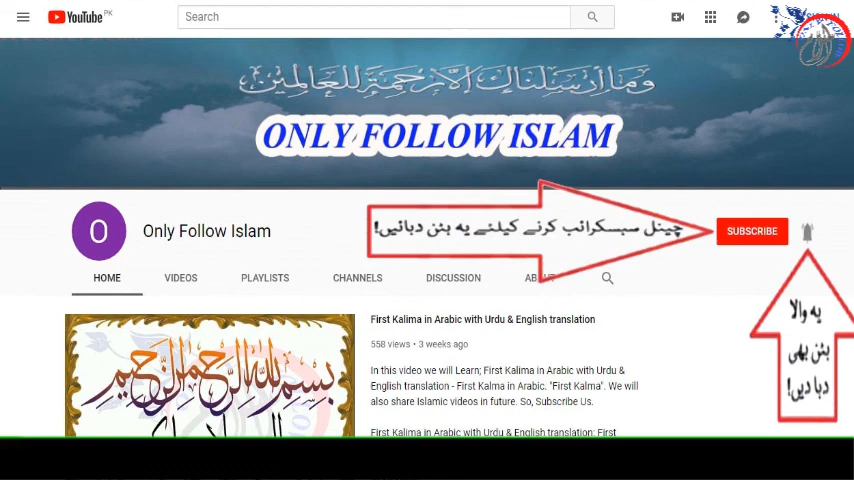 YouTube PK
Search
وما ارسلناك الا رحمة للعالمين
ONLY FOLLOW ISLAM
O
Only Follow Islam
چینل سبسکرائب کرنے کیلئے یہ بٹن دبائیں!
SUBSCRIBE
HOME
VIDEOS
PLAYLISTS
CHANNELS
DISCUSSION
یہ والا
بٹن بھی
دبا دیں!
بسم الله الرحمن الرحيم
First Kalima in Arabic with Urdu & English translation
558 views • 3 weeks ago
In this video we will Learn; First Kalima in Arabic with Urdu &
English translation - First Kalma in Arabic. "First Kalma". We will
also share Islamic videos in future. So, Subscribe Us.
First Kalima in Arabic with Urdu & English translation: First